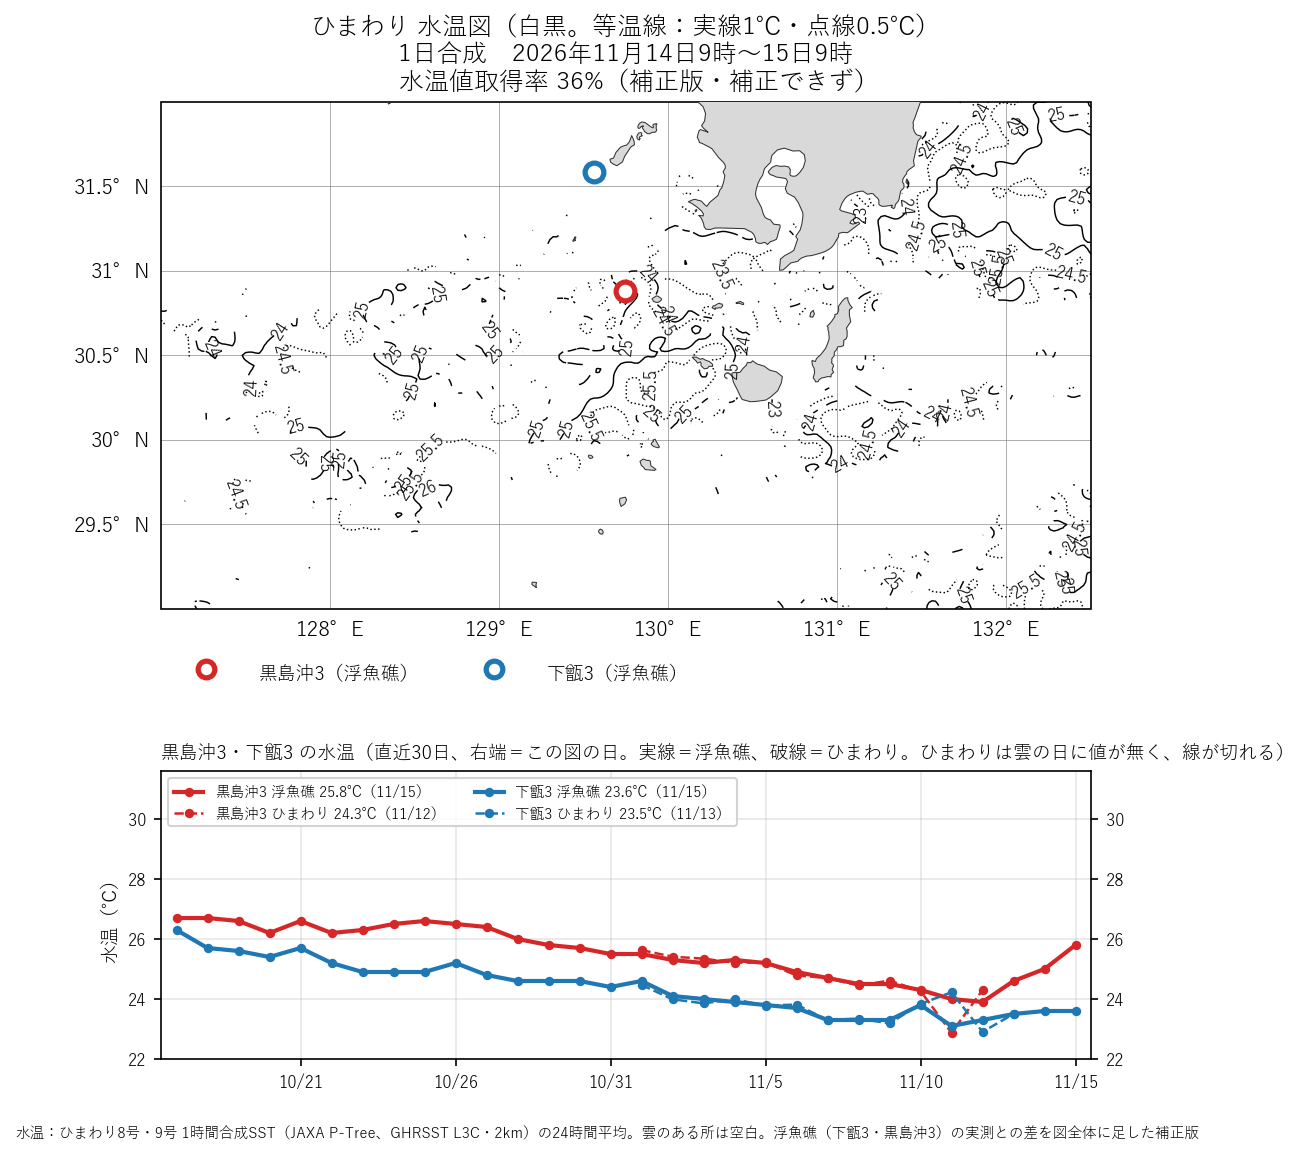 ひまわり 水温図（白黒。等温線：実線1℃・点線0.5℃）
1日合成　2026年11月14日9時～15日9時
水温値取得率 36%（補正版・補正できず）
31.5° N
31° N
30.5° N
30° N
29.5° N
128° E
129° E
130° E
131° E
132° E
黒島沖3（浮魚礁）
下甑3（浮魚礁）
黒島沖3・下甑3 の水温（直近30日、右端＝この図の日。実線＝浮魚礁、破線＝ひまわり。ひまわりは雲の日に値が無く、線が切れる）
黒島沖3 浮魚礁 25.8℃（11/15）
黒島沖3 ひまわり 24.3℃（11/12）
下甑3 浮魚礁 23.6℃（11/15）
下甑3 ひまわり 23.5℃（11/13）
水温（℃）
30
28
26
24
22
30
28
26
24
22
10/21
10/26
10/31
11/5
11/10
11/15
水温：ひまわり8号・9号 1時間合成SST（JAXA P-Tree、GHRSST L3C・2km）の24時間平均。雲のある所は空白。浮魚礁（下甑3・黒島沖3）の実測との差を図全体に足した補正版